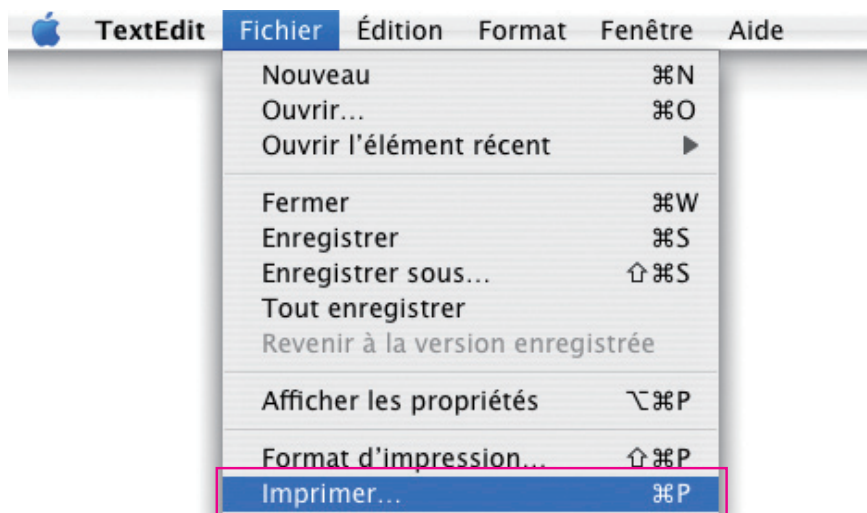 TextEdit Fichier Édition Format Fenêtre Aide
Nouveau ⌘N
Ouvrir... ⌘O
Ouvrir l'élément récent ▶
Fermer ⌘W
Enregistrer ⌘S
Enregistrer sous... ⇧⌘S
Tout enregistrer
Revenir à la version enregistrée
Afficher les propriétés ⌥⌘P
Format d'impression... ⇧⌘P
Imprimer... ⌘P